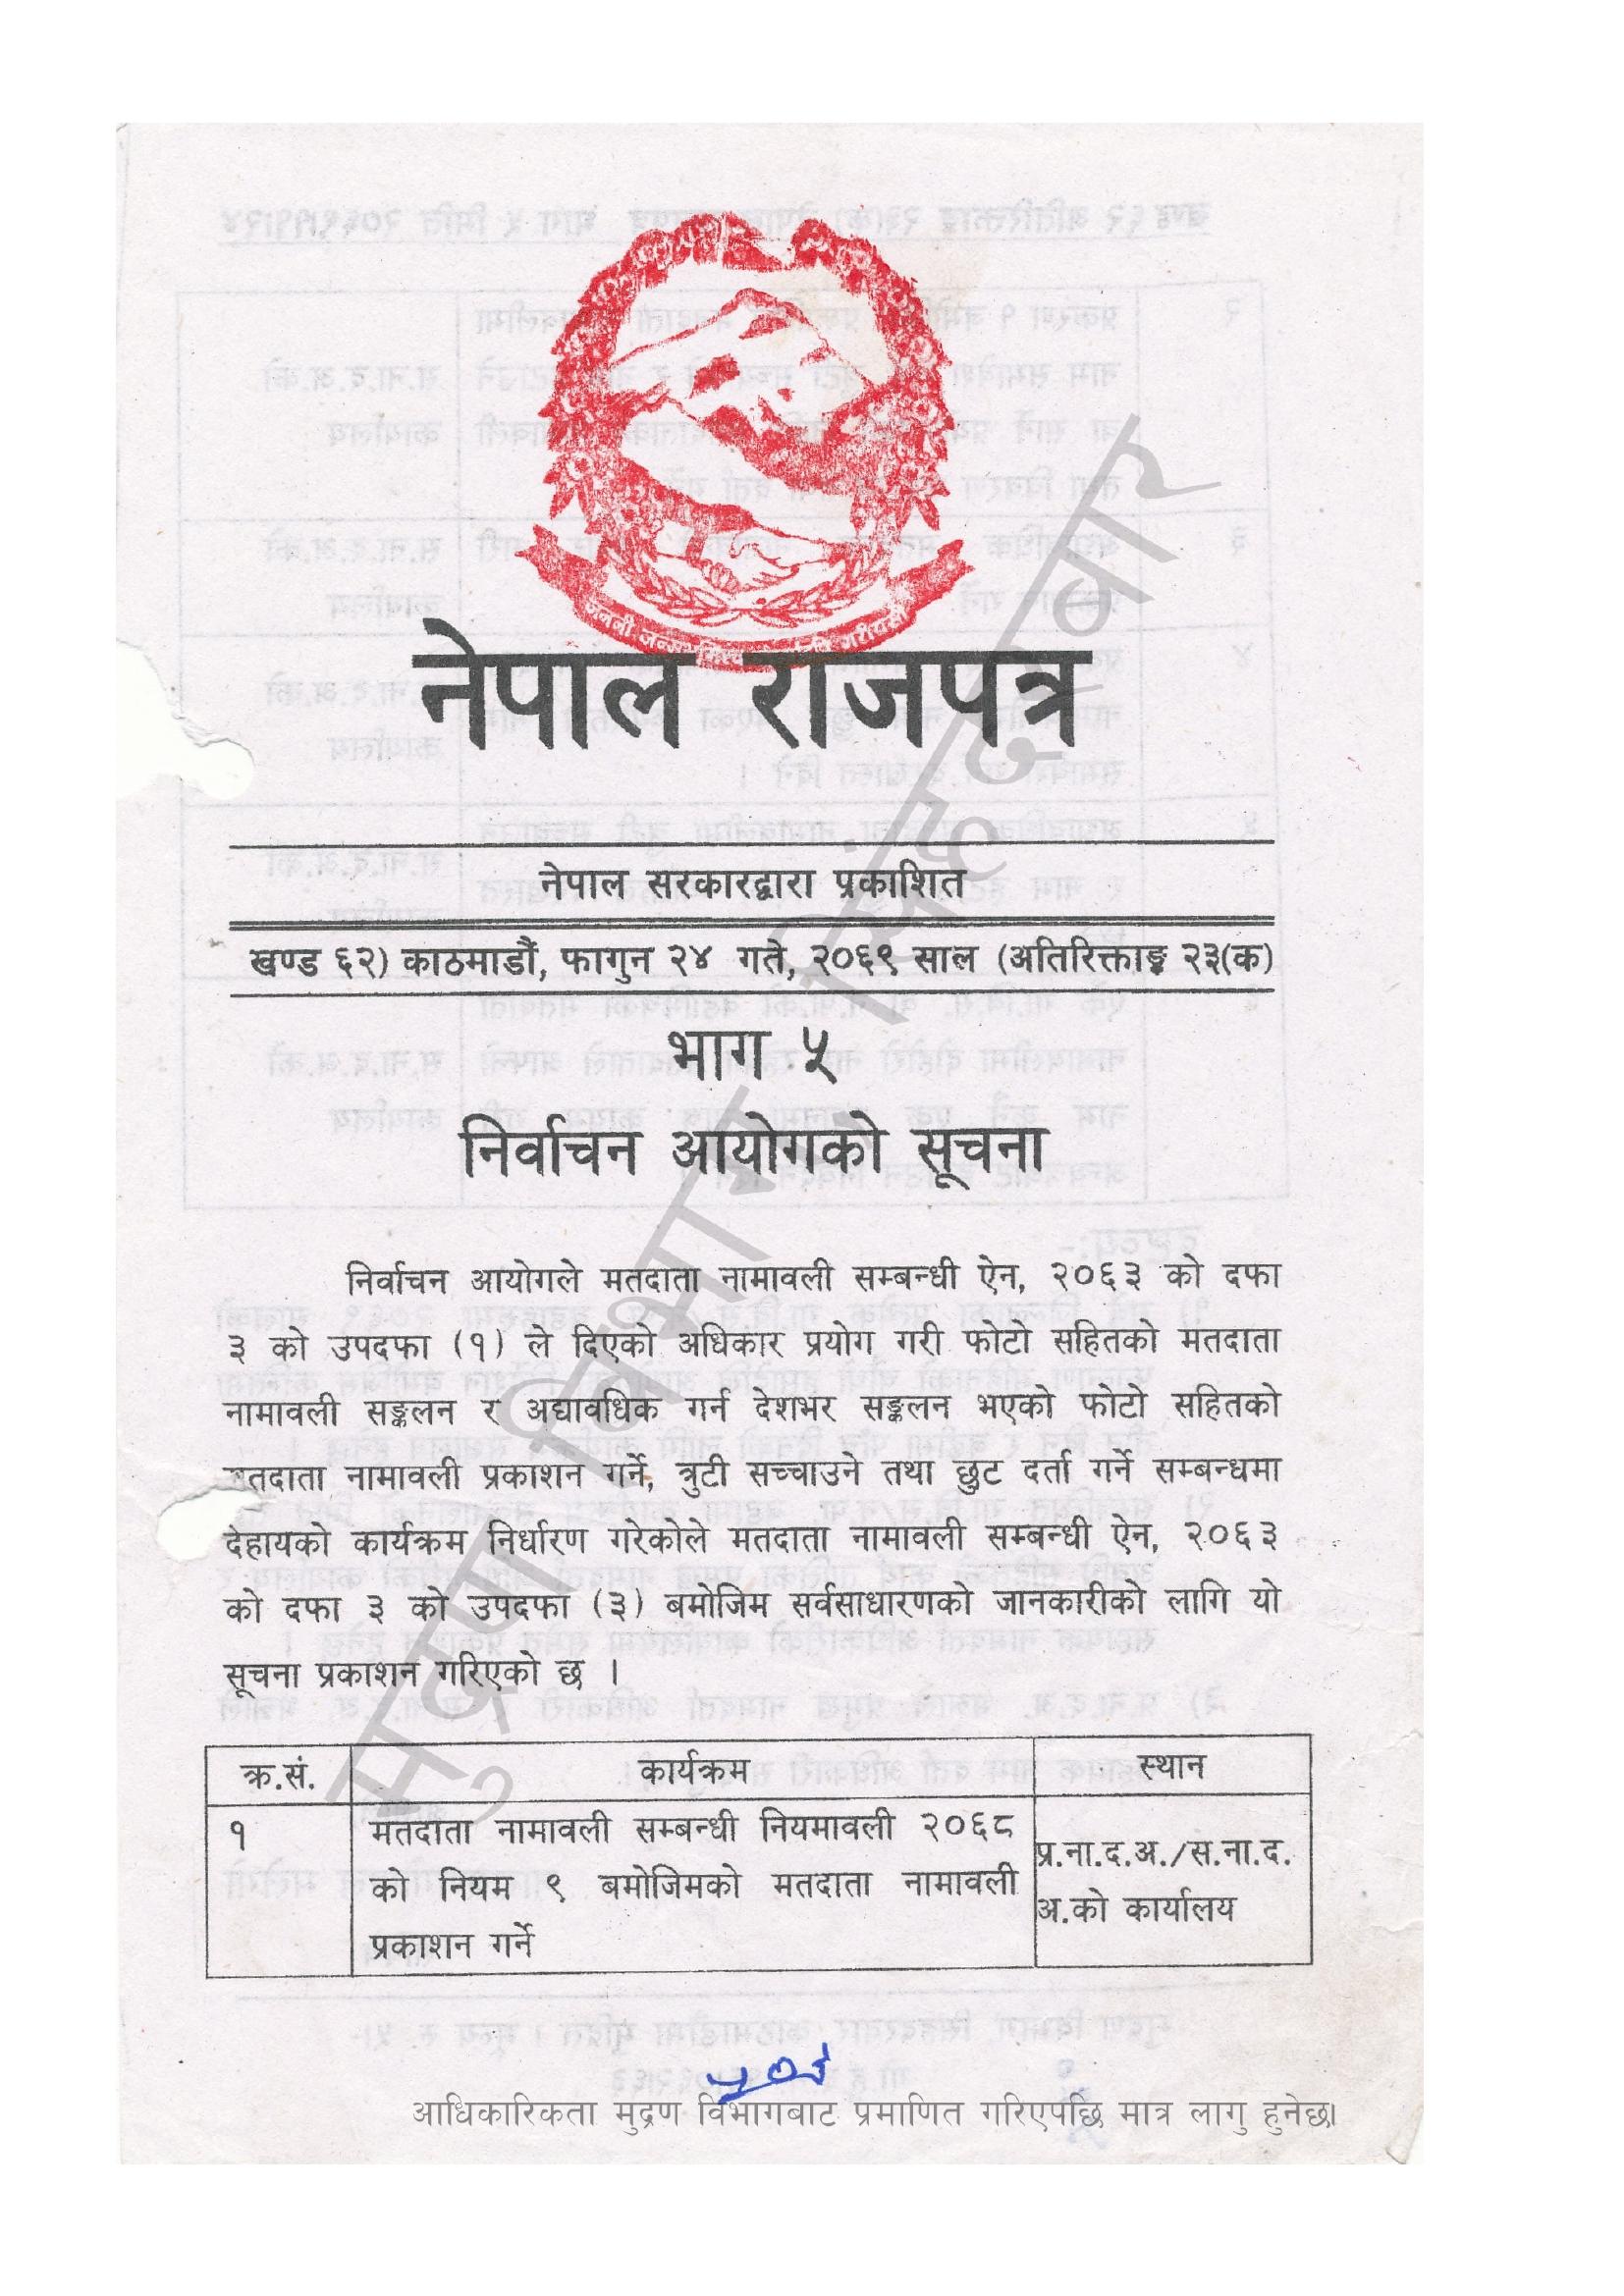 नेपाल राजपत्र
नेपाल सरकारद्वारा प्रकाशित
खण्ड ६२) काठमाडौं, फागुन २४ गते, २०६९ साल (अतिरिक्ताङ्क २३(क)
भाग ५
निर्वाचन आयोगको सूचना
निर्वाचन आयोगले मतदाता नामावली सम्बन्धी ऐन, २०६३ को दफा
३ को उपदफा (१) ले दिएको अधिकार प्रयोग गरी फोटो सहितको मतदाता
नामावली सङ्कलन र अद्यावधिक गर्न देशभर सङ्कलन भएको फोटो सहितको
मतदाता नामावली प्रकाशन गर्ने, त्रुटी सच्चाउने तथा छुट दर्ता गर्ने सम्बन्धमा
देहायको कार्यक्रम निर्धारण गरेकोले मतदाता नामावली सम्बन्धी ऐन, २०६३
को दफा ३ को उपदफा (३) बमोजिम सर्वसाधारणको जानकारीको लागि यो
सूचना प्रकाशन गरिएको छ ।
क्र.सं. कार्यक्रम स्थान
१ मतदाता नामावली सम्बन्धी नियमावली २०६८
को नियम ९ बमोजिमको मतदाता नामावली
प्रकाशन गर्ने
प्र.ना.द.अ./स.ना.द.
अ.को कार्यालय
मुद्रण विभाग, सिंहदरवार
आधिकारिकता मुद्रण विभागबाट प्रमाणित गरिएपछि मात्र लागु हुनेछ।